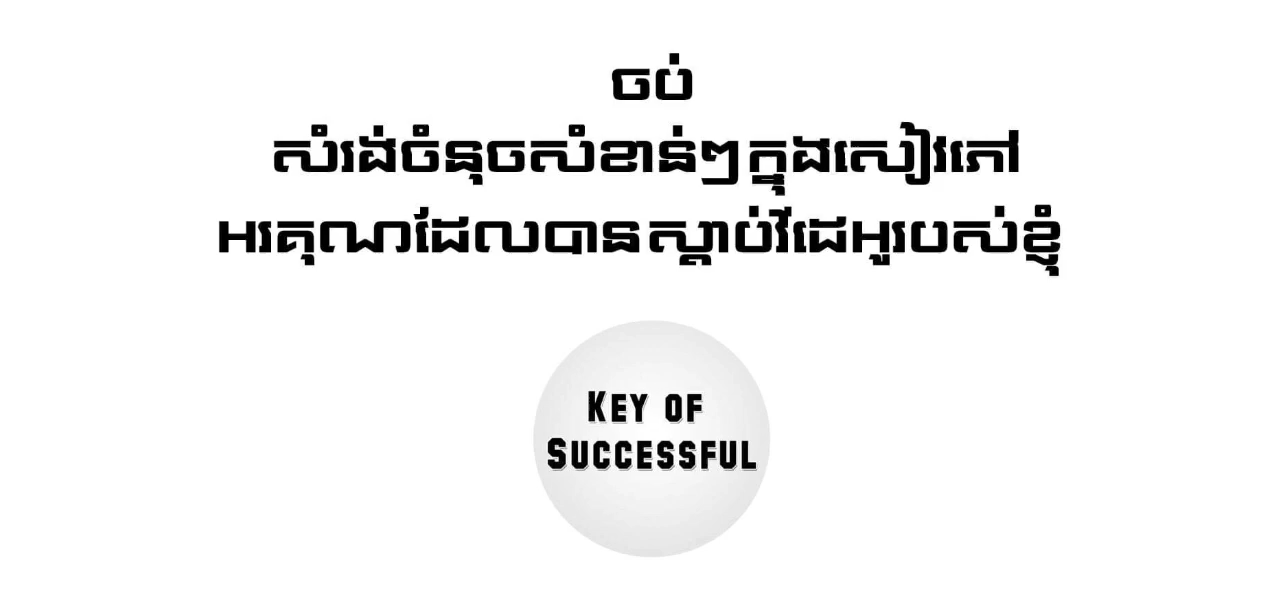 ចប់
សំរង់ចំនុចសំខាន់ៗក្នុងសៀវភៅ
អរគុណដែលបានស្តាប់វីដេអូរបស់ខ្ញុំ
KEY OF
SUCCESSFUL